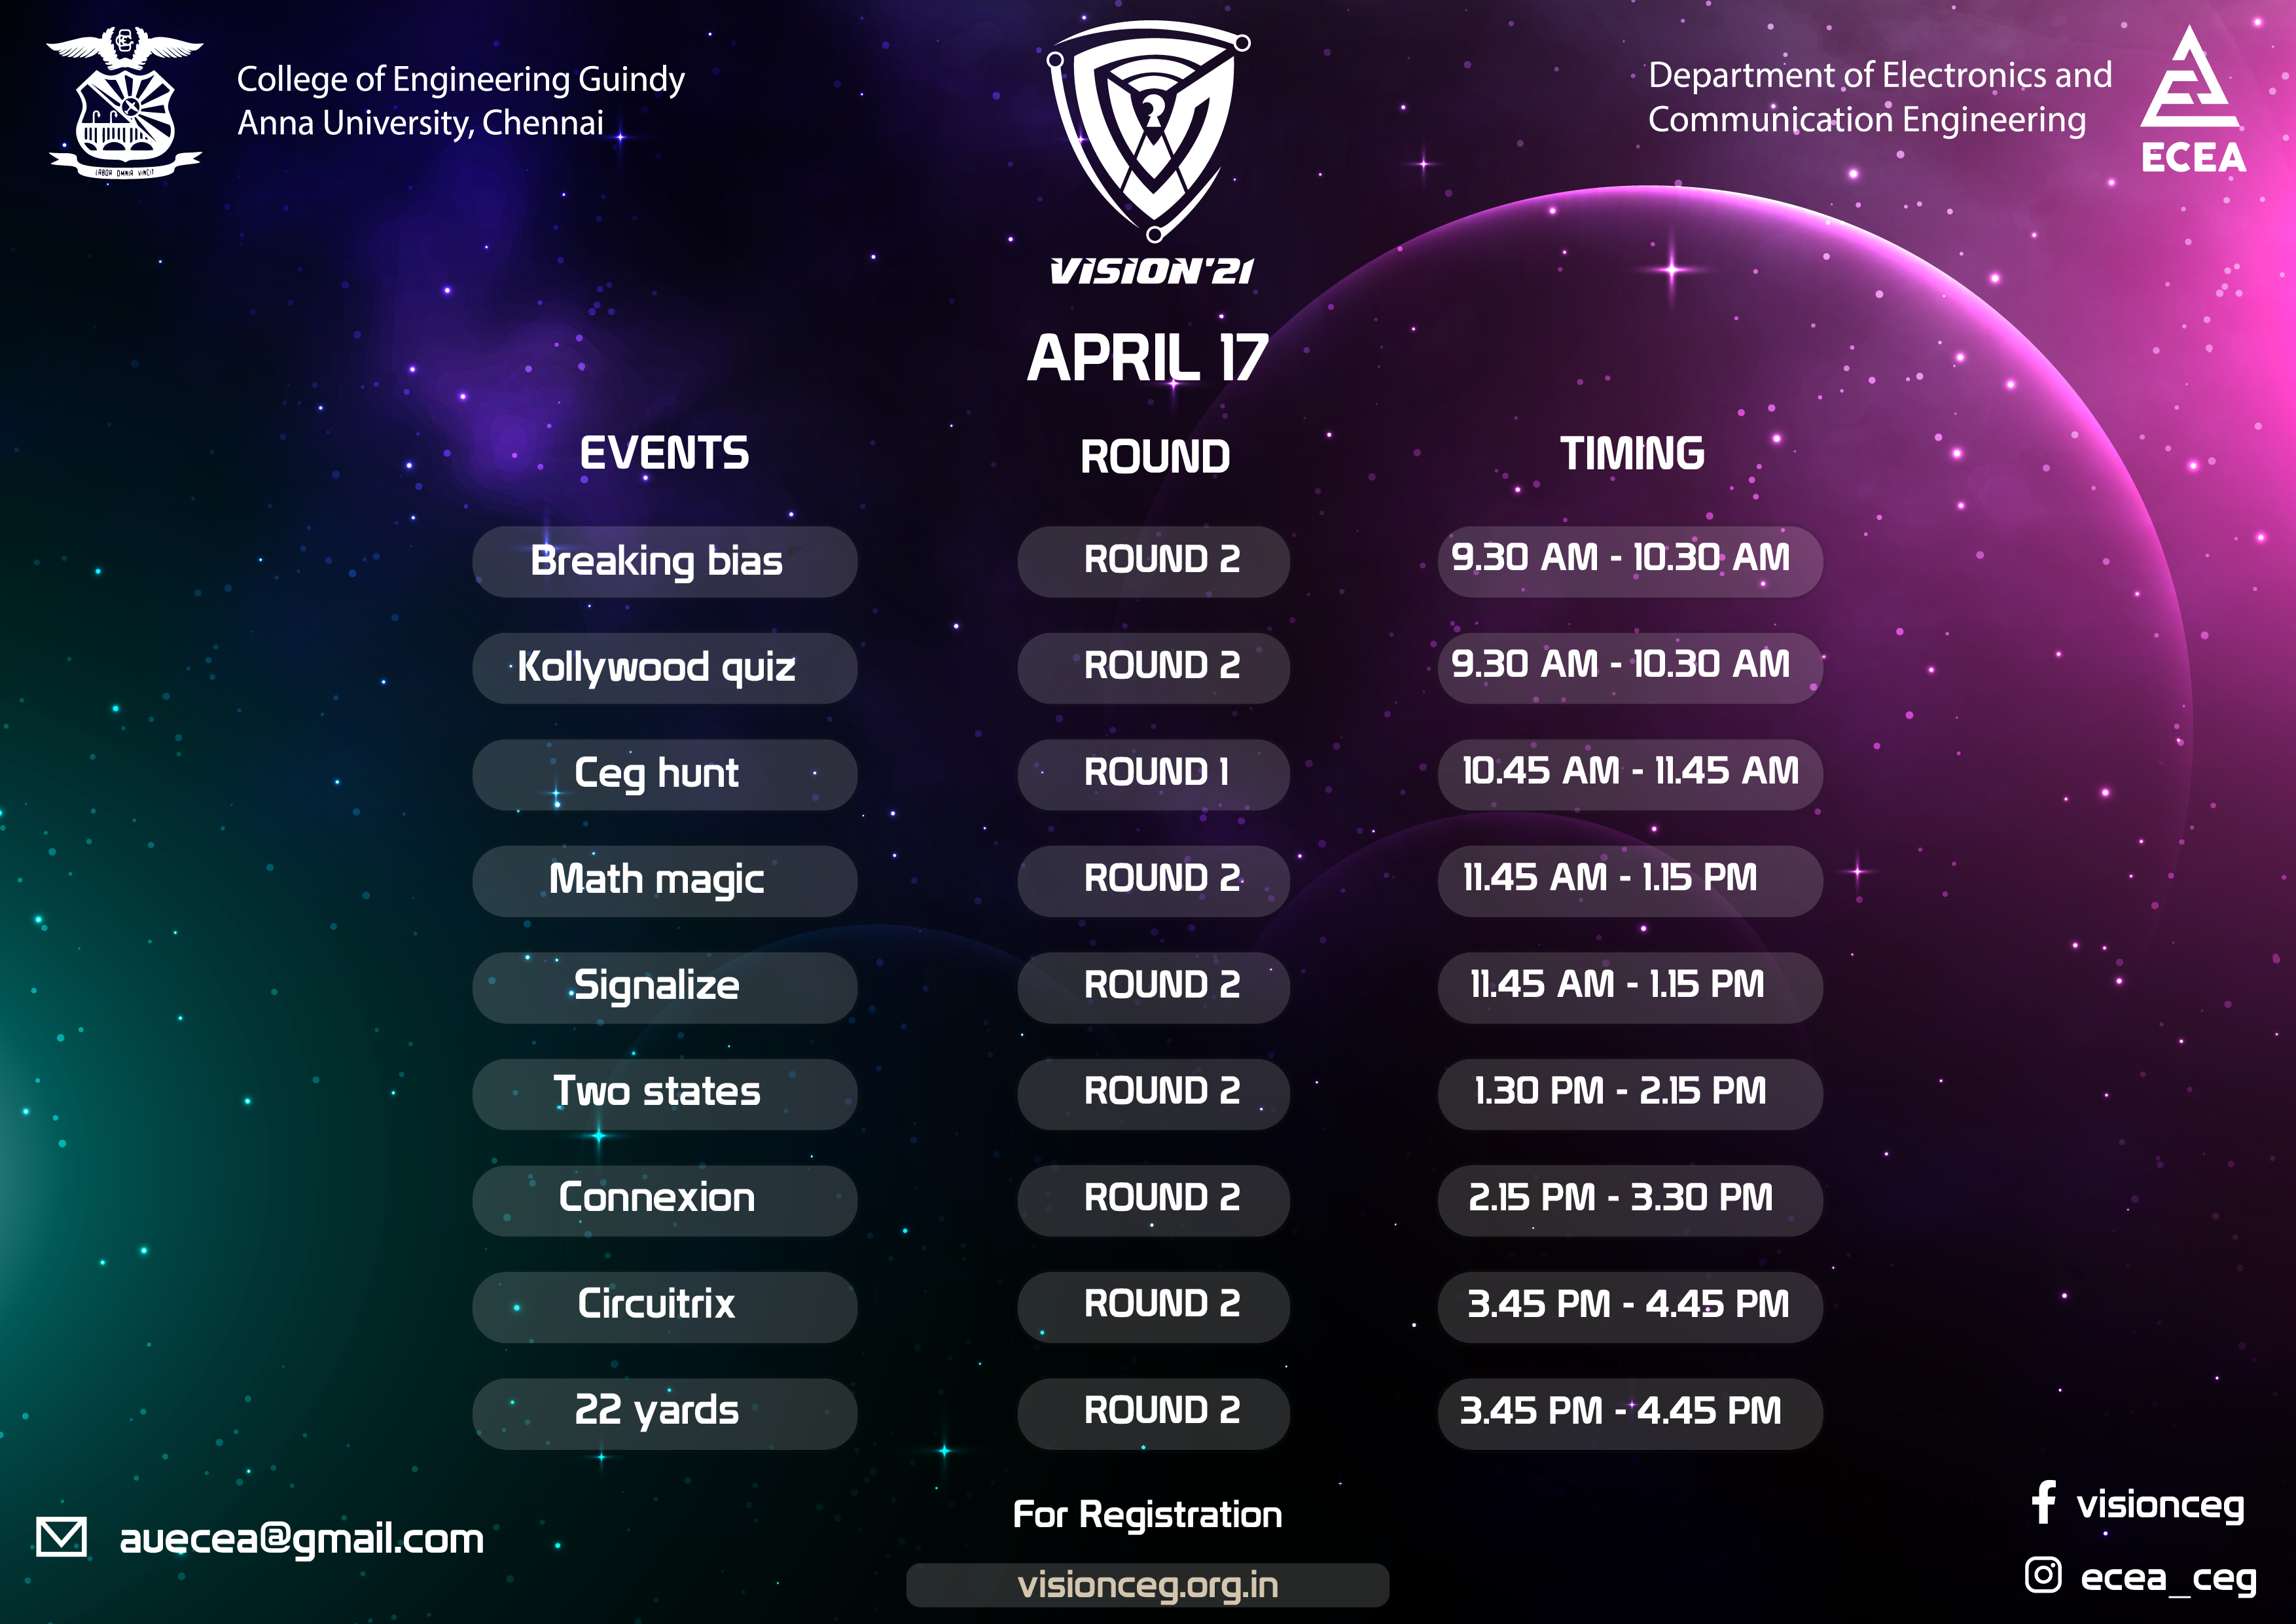 College of Engineering Guindy
Anna University, Chennai
LABOR OMNIA VINCIT
VISION'21
Department of Electronics and
Communication Engineering
ECEA
APRIL 17
EVENTS ROUND TIMING
Breaking bias ROUND 2 9.30 AM - 10.30 AM
Kollywood quiz ROUND 2 9.30 AM - 10.30 AM
Ceg hunt ROUND 1 10.45 AM - 11.45 AM
Math magic ROUND 2 11.45 AM - 1.15 PM
Signalize ROUND 2 11.45 AM - 1.15 PM
Two states ROUND 2 1.30 PM - 2.15 PM
Connexion ROUND 2 2.15 PM - 3.30 PM
Circuitrix ROUND 2 3.45 PM - 4.45 PM
22 yards ROUND 2 3.45 PM - 4.45 PM
auecea@gmail.com
For Registration
visionceg.org.in
visionceg
ecea_ceg